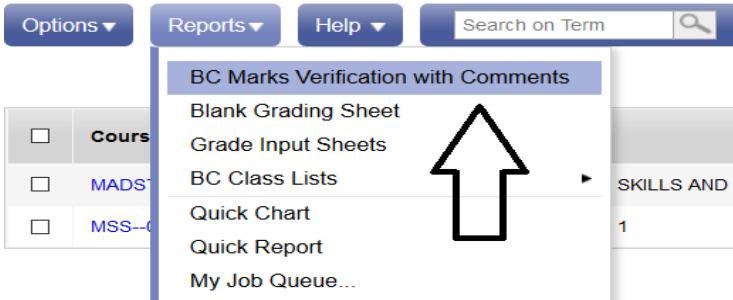 Options Reports Help Search on Term
BC Marks Verification with Comments
Blank Grading Sheet
Cours
Grade Input Sheets
MADST BC Class Lists SKILLS AND
Quick Chart
MSS--0 1
Quick Report
My Job Queue...